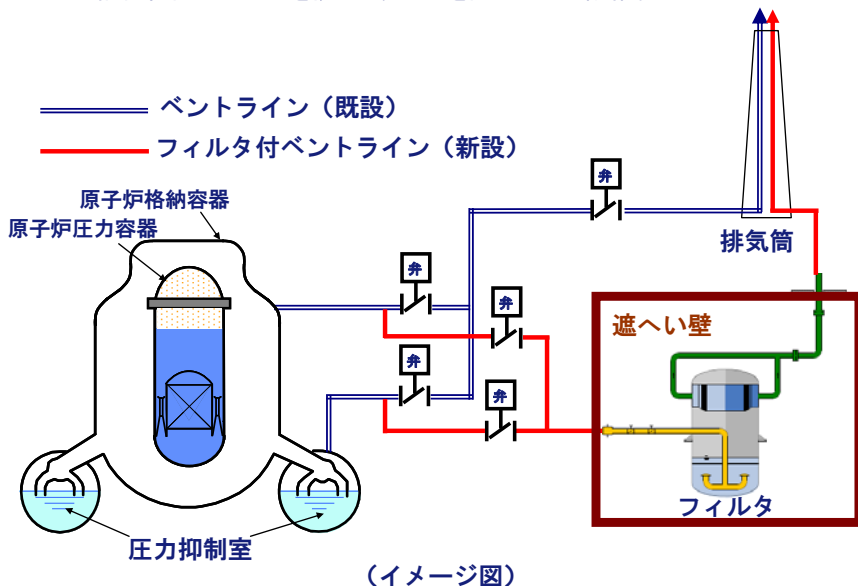 ベントライン（既設）
フィルタ付ベントライン（新設）
原子炉格納容器
原子炉圧力容器
弁
弁
弁
弁
弁
排気筒
遮へい壁
フィルタ
圧力抑制室
（イメージ図）